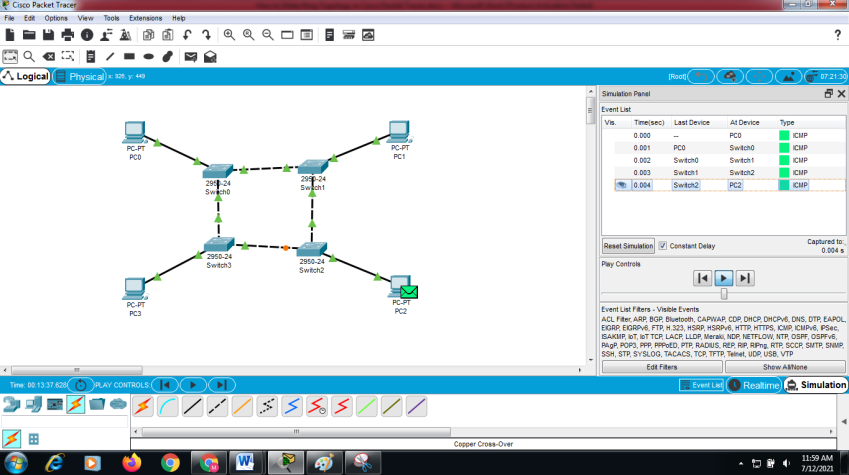 Cisco Packet Tracer
File Edit Options View Tools Extensions Help
?
Logical Physical x: 926, y: 449 [Root] 07:21:30
PC-PT
PC0
PC-PT
PC1
2950-24
Switch0
2950-24
Switch1
2950-24
Switch3
2950-24
Switch2
PC-PT
PC3
PC-PT
PC2
Simulation Panel
Event List
Vis. Time(sec) Last Device At Device Type
0.000 -- PC0 ICMP
0.001 PC0 Switch0 ICMP
0.002 Switch0 Switch1 ICMP
0.003 Switch1 Switch2 ICMP
0.004 Switch2 PC2 ICMP
Reset Simulation Constant Delay Captured to:
0.004 s
Play Controls
Event List Filters - Visible Events
ACL Filter, ARP, BGP, Bluetooth, CAPWAP, CDP, DHCP, DHCPv6, DNS, DTP, EAPOL,
EIGRP, EIGRPv6, FTP, H.323, HSRP, HSRPv6, HTTP, HTTPS, ICMP, ICMPv6, IPSec,
ISAKMP, IoT, IoT TCP, LACP, LLDP, Meraki, NDP, NETFLOW, NTP, OSPF, OSPFv6,
PAgP, POP3, PPP, PPPoED, PTP, RADIUS, REP, RIP, RIPng, RTP, SCCP, SMTP, SNMP,
SSH, STP, SYSLOG, TACACS, TCP, TFTP, Telnet, UDP, USB, VTP
Edit Filters Show All/None
Time: 00:13:37.628 PLAY CONTROLS: Event List Realtime Simulation
Copper Cross-Over
11:59 AM
7/12/2021